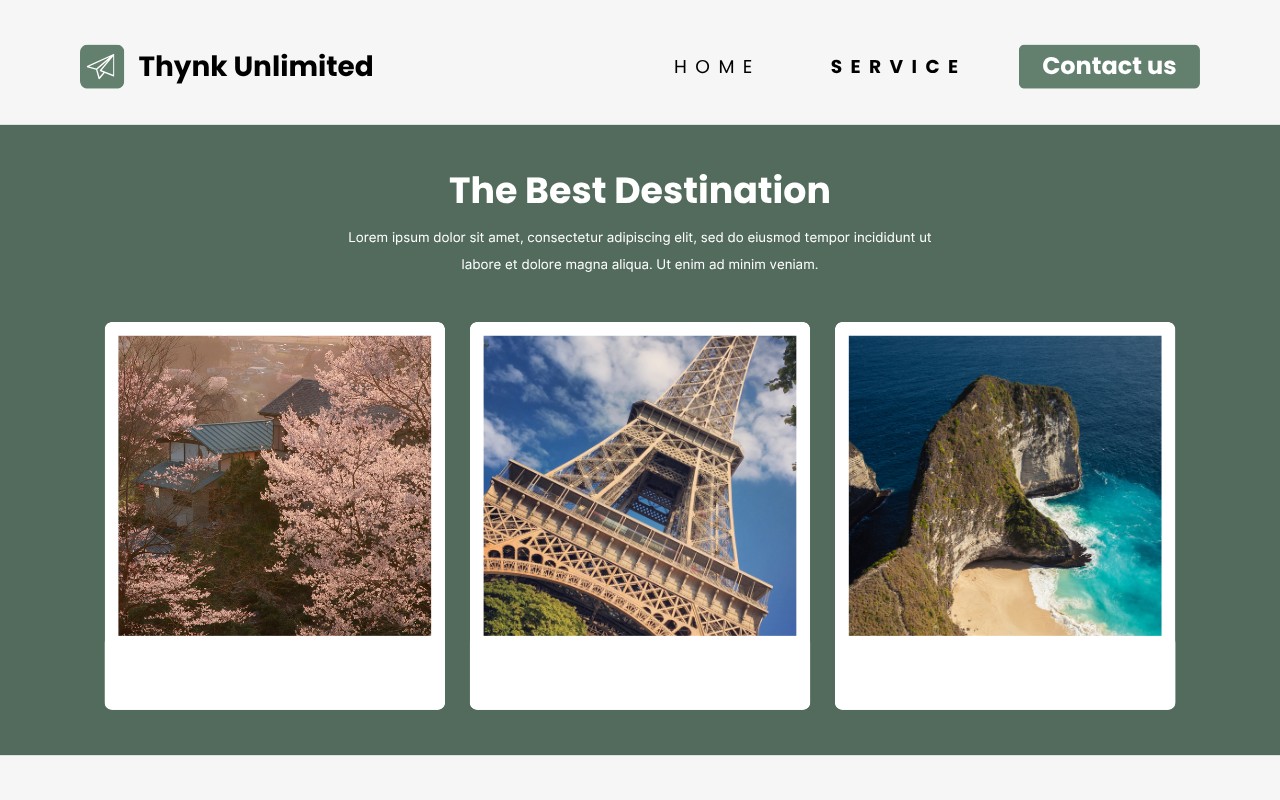 Thynk Unlimited
HOME
SERVICE
Contact us
The Best Destination
Lorem ipsum dolor sit amet, consectetur adipiscing elit, sed do eiusmod tempor incididunt ut
labore et dolore magna aliqua. Ut enim ad minim veniam.